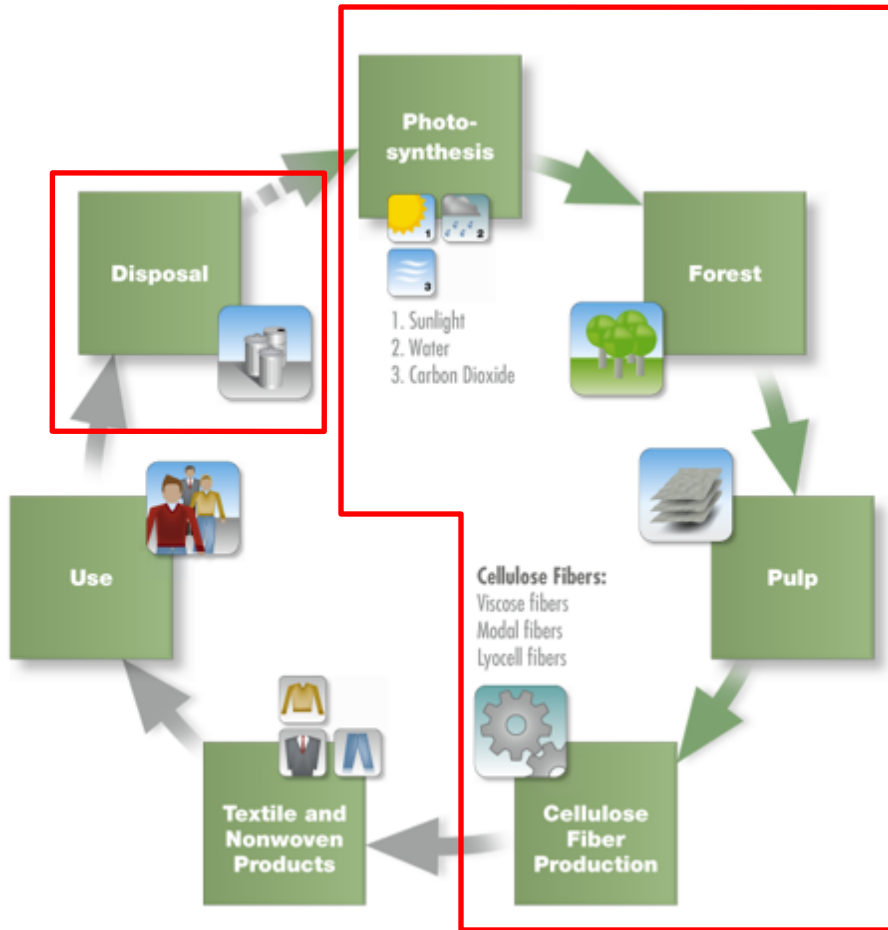 Photo-
synthesis
1
2
3
1. Sunlight
2. Water
3. Carbon Dioxide
Forest
Pulp
Cellulose Fibers:
Viscose fibers
Modal fibers
Lyocell fibers
Cellulose
Fiber
Production
Textile and
Nonwoven
Products
Use
Disposal